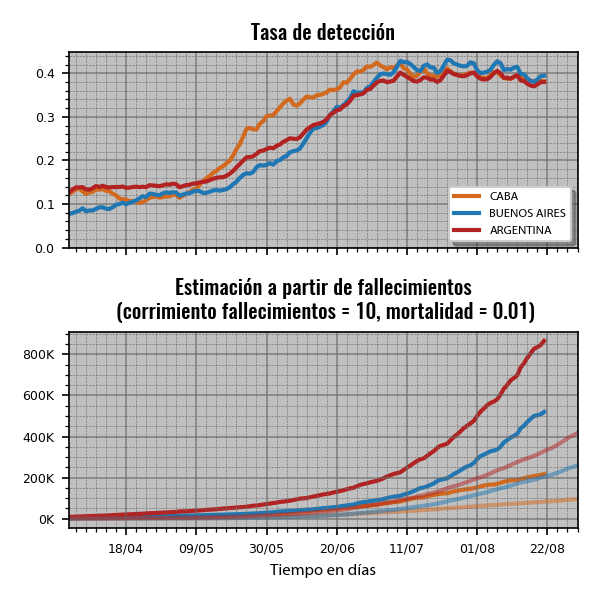 Tasa de detección
0.4
0.3
0.2
0.1
0.0
CABA
BUENOS AIRES
ARGENTINA
Estimación a partir de fallecimientos
(corrimiento fallecimientos = 10, mortalidad = 0.01)
800K
600K
400K
200K
0K
18/04 09/05 30/05 20/06 11/07 01/08 22/08
Tiempo en días